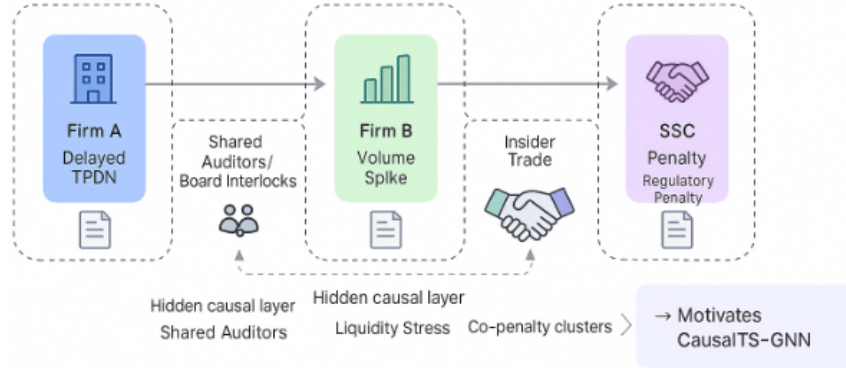 Firm A
Delayed
TPDN
Shared
Auditors/
Board Interlocks
Firm B
Volume
Splke
Insider
Trade
SSC
Penalty
Regulatory
Penalty
Hidden causal layer
Shared Auditors
Hidden causal layer
Liquidity Stress
Co-penalty clusters
→ Motivates
CausalTS-GNN